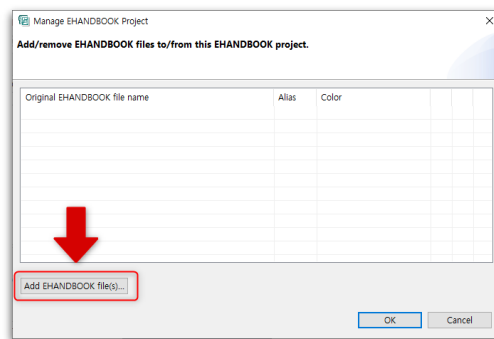 Manage EHANDBOOK Project
Add/remove EHANDBOOK files to/from this EHANDBOOK project.
Original EHANDBOOK file name Alias Color
Add EHANDBOOK file(s)...
OK Cancel